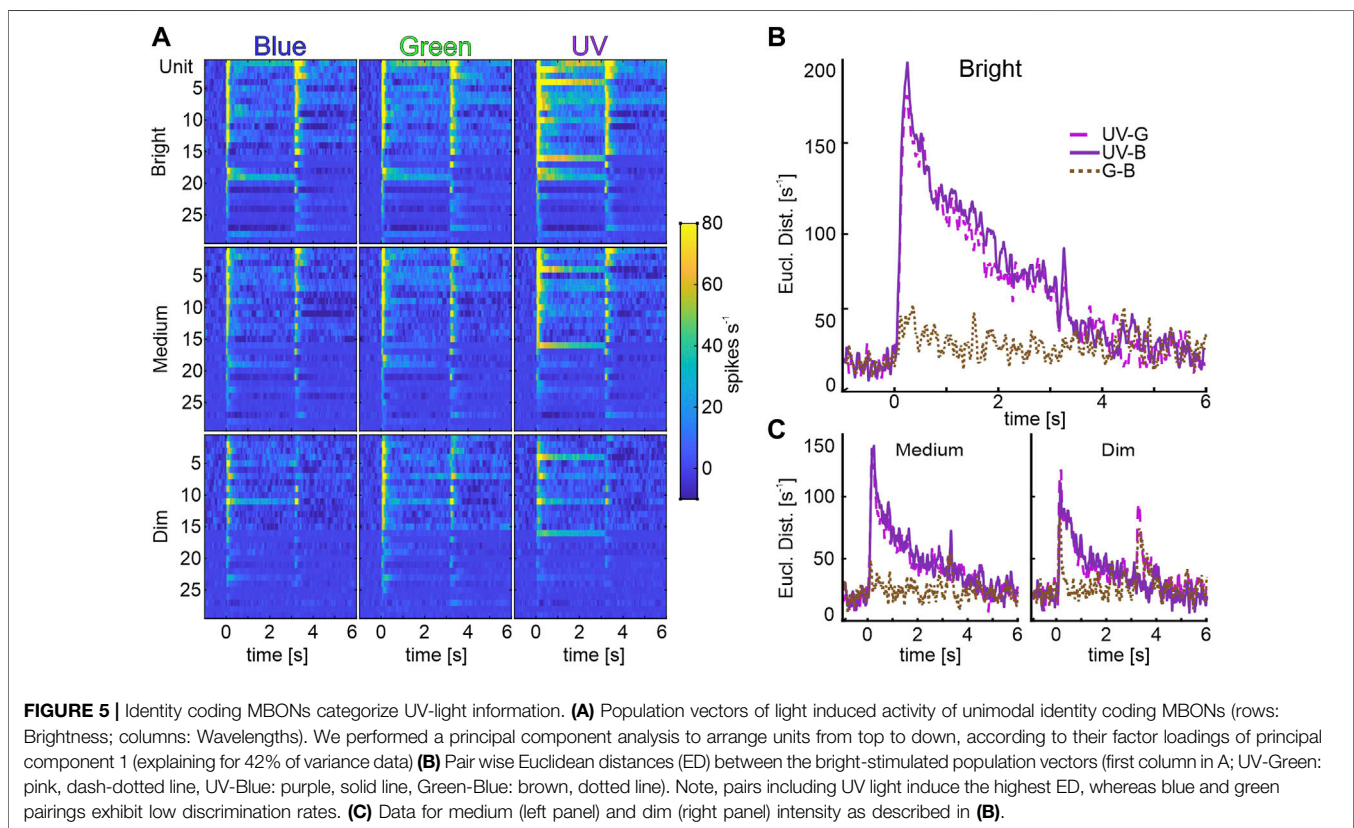 A
Blue
Green
UV
Unit
5
10
15
20
25
Bright
5
10
15
20
25
Medium
5
10
15
20
25
Dim
0
2
4
6
0
2
4
6
0
2
4
6
time [s]
time [s]
time [s]
80
60
40
20
0
spikes s⁻¹
B
Bright
200
150
100
50
0
Eucl. Dist. [s⁻¹]
UV-G
UV-B
G-B
0
2
4
6
time [s]
C
Medium
Dim
150
100
50
0
Eucl. Dist. [s⁻¹]
0
2
4
6
0
2
4
6
time [s]
time [s]
FIGURE 5 | Identity coding MBONs categorize UV-light information. (A) Population vectors of light induced activity of unimodal identity coding MBONs (rows:
Brightness; columns: Wavelengths). We performed a principal component analysis to arrange units from top to down, according to their factor loadings of principal
component 1 (explaining for 42% of variance data) (B) Pair wise Euclidean distances (ED) between the bright-stimulated population vectors (first column in A; UV-Green:
pink, dash-dotted line, UV-Blue: purple, solid line, Green-Blue: brown, dotted line). Note, pairs including UV light induce the highest ED, whereas blue and green
pairings exhibit low discrimination rates. (C) Data for medium (left panel) and dim (right panel) intensity as described in (B).